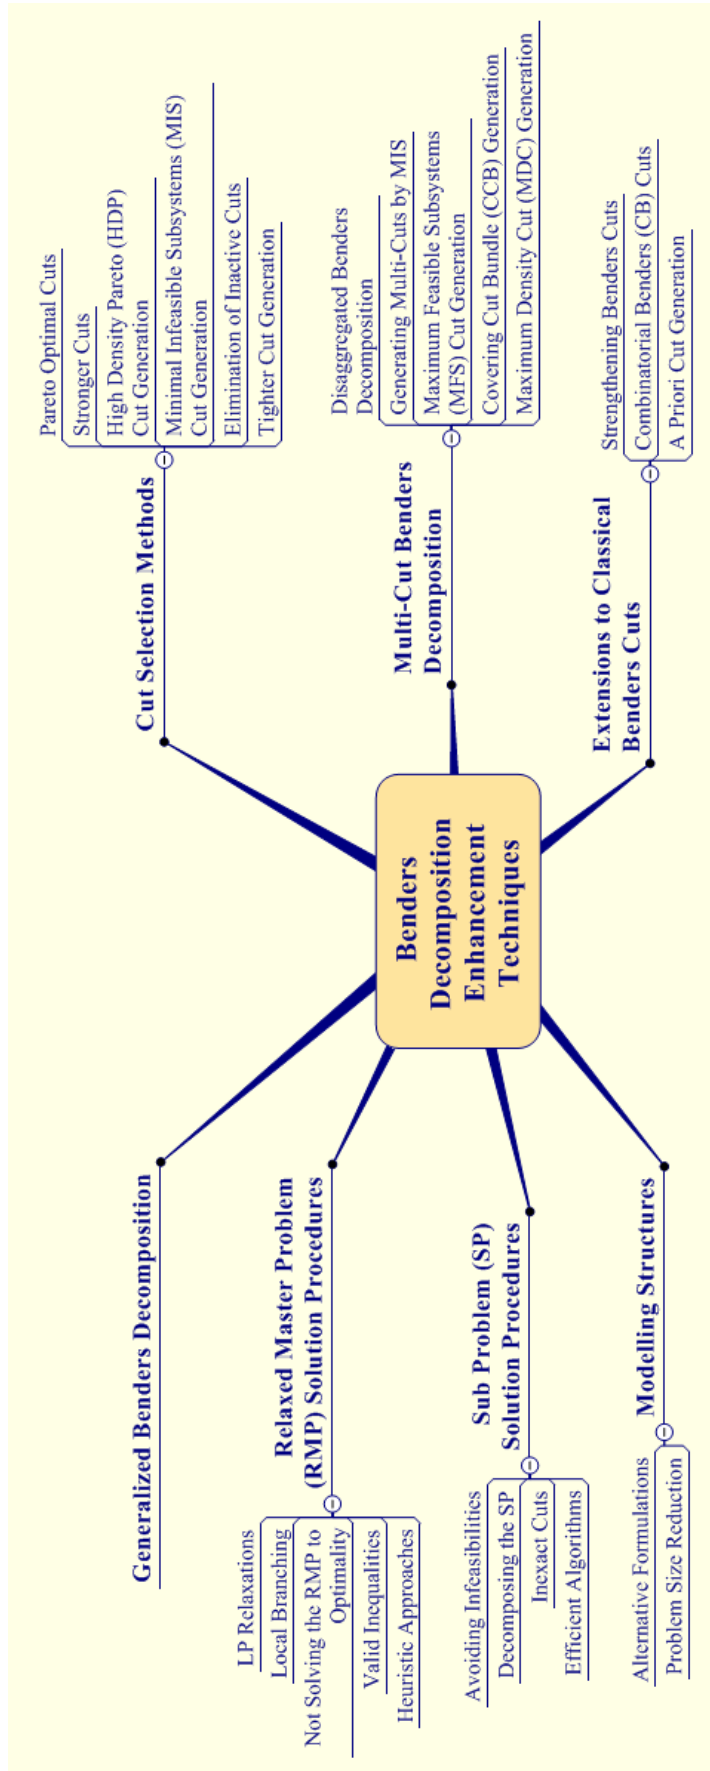 Benders
Decomposition
Enhancement
Techniques
Generalized Benders Decomposition
Relaxed Master Problem
(RMP) Solution Procedures
LP Relaxations
Local Branching
Not Solving the RMP to
Optimality
Valid Inequalities
Heuristic Approaches
Sub Problem (SP)
Solution Procedures
Avoiding Infeasibilities
Decomposing the SP
Inexact Cuts
Efficient Algorithms
Modelling Structures
Alternative Formulations
Problem Size Reduction
Cut Selection Methods
Pareto Optimal Cuts
Stronger Cuts
High Density Pareto (HDP)
Cut Generation
Minimal Infeasible Subsystems (MIS)
Cut Generation
Elimination of Inactive Cuts
Tighter Cut Generation
Multi-Cut Benders
Decomposition
Disaggregated Benders
Decomposition
Generating Multi-Cuts by MIS
Maximum Feasible Subsystems
(MFS) Cut Generation
Covering Cut Bundle (CCB) Generation
Maximum Density Cut (MDC) Generation
Extensions to Classical
Benders Cuts
Strengthening Benders Cuts
Combinatorial Benders (CB) Cuts
A Priori Cut Generation